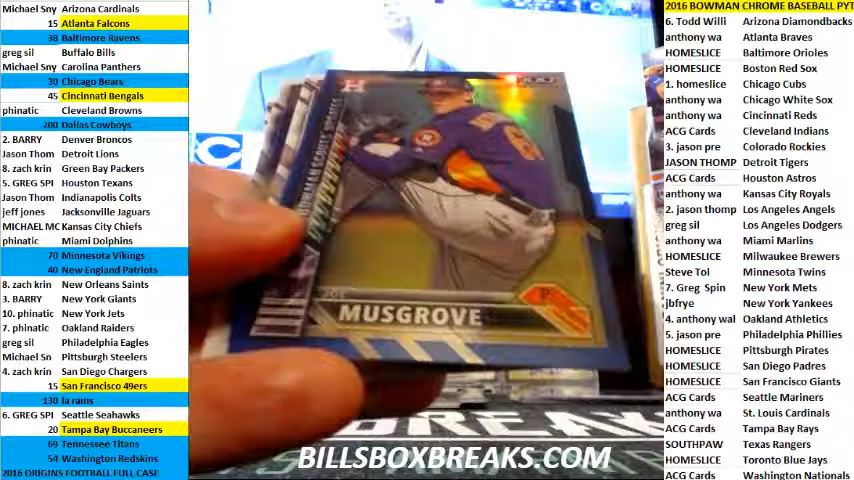 Michael Sny Arizona Cardinals
15 Atlanta Falcons
38 Baltimore Ravens
greg sil Buffalo Bills
Michael Sny Carolina Panthers
30 Chicago Bears
45 Cincinnati Bengals
phinatic Cleveland Browns
200 Dallas Cowboys
2. BARRY Denver Broncos
Jason Thom Detroit Lions
8. zach krin Green Bay Packers
5. GREG SPI Houston Texans
Jason Thom Indianapolis Colts
jeff jones Jacksonville Jaguars
MICHAEL MC Kansas City Chiefs
phinatic Miami Dolphins
70 Minnesota Vikings
40 New England Patriots
8. zach krin New Orleans Saints
3. BARRY New York Giants
10. phinatic New York Jets
7. phinatic Oakland Raiders
greg sil Philadelphia Eagles
Michael Sn Pittsburgh Steelers
4. zach krin San Diego Chargers
15 San Francisco 49ers
130 la rams
6. GREG SPI Seattle Seahawks
20 Tampa Bay Buccaneers
69 Tennessee Titans
54 Washington Redskins
2016 ORIGINS FOOTBALL FULL CASE
H
BOWMAN SCOUTS
JOE
MUSGROVE
P
BREAK
BILLSBOXBREAKS.COM
2016 BOWMAN CHROME BASEBALL PYT
6. Todd Willi Arizona Diamondbacks
anthony wa Atlanta Braves
HOMESLICE Baltimore Orioles
HOMESLICE Boston Red Sox
1. homeslice Chicago Cubs
anthony wa Chicago White Sox
anthony wa Cincinnati Reds
ACG Cards Cleveland Indians
3. jason pre Colorado Rockies
JASON THOMP Detroit Tigers
ACG Cards Houston Astros
anthony wa Kansas City Royals
2. jason thomp Los Angeles Angels
greg sil Los Angeles Dodgers
anthony wa Miami Marlins
HOMESLICE Milwaukee Brewers
Steve Tol Minnesota Twins
7. Greg Spin New York Mets
jbfrye New York Yankees
4. anthony wal Oakland Athletics
5. jason pre Philadelphia Phillies
HOMESLICE Pittsburgh Pirates
HOMESLICE San Diego Padres
HOMESLICE San Francisco Giants
ACG Cards Seattle Mariners
anthony wa St. Louis Cardinals
ACG Cards Tampa Bay Rays
SOUTHPAW Texas Rangers
HOMESLICE Toronto Blue Jays
ACG Cards Washington Nationals